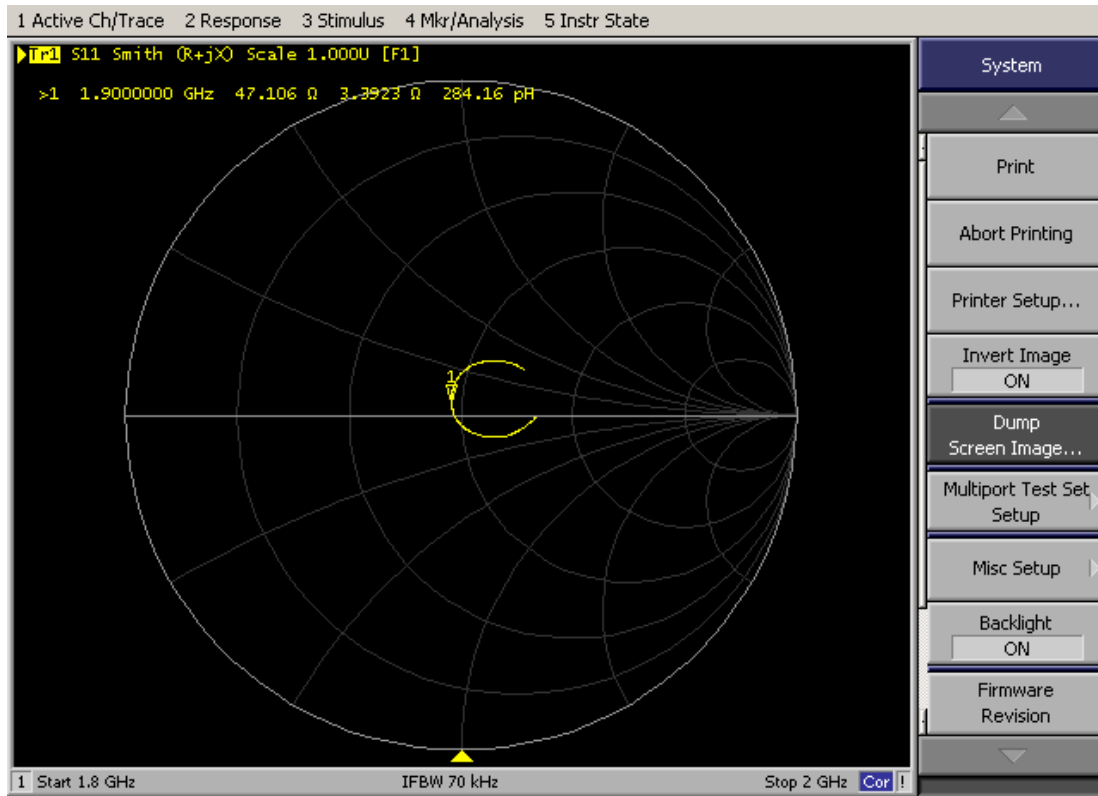 1 Active Ch/Trace 2 Response 3 Stimulus 4 Mkr/Analysis 5 Instr State
Tr1 S11 Smith (R+jX) Scale 1.000U [F1]
>1 1.9000000 GHz 47.106 Ω 3.3923 Ω 284.16 pH
1
System
Print
Abort Printing
Printer Setup...
Invert Image
ON
Dump
Screen Image...
Multiport Test Set
Setup
Misc Setup
Backlight
ON
Firmware
Revision
1 Start 1.8 GHz IFBW 70 kHz Stop 2 GHz Cor !